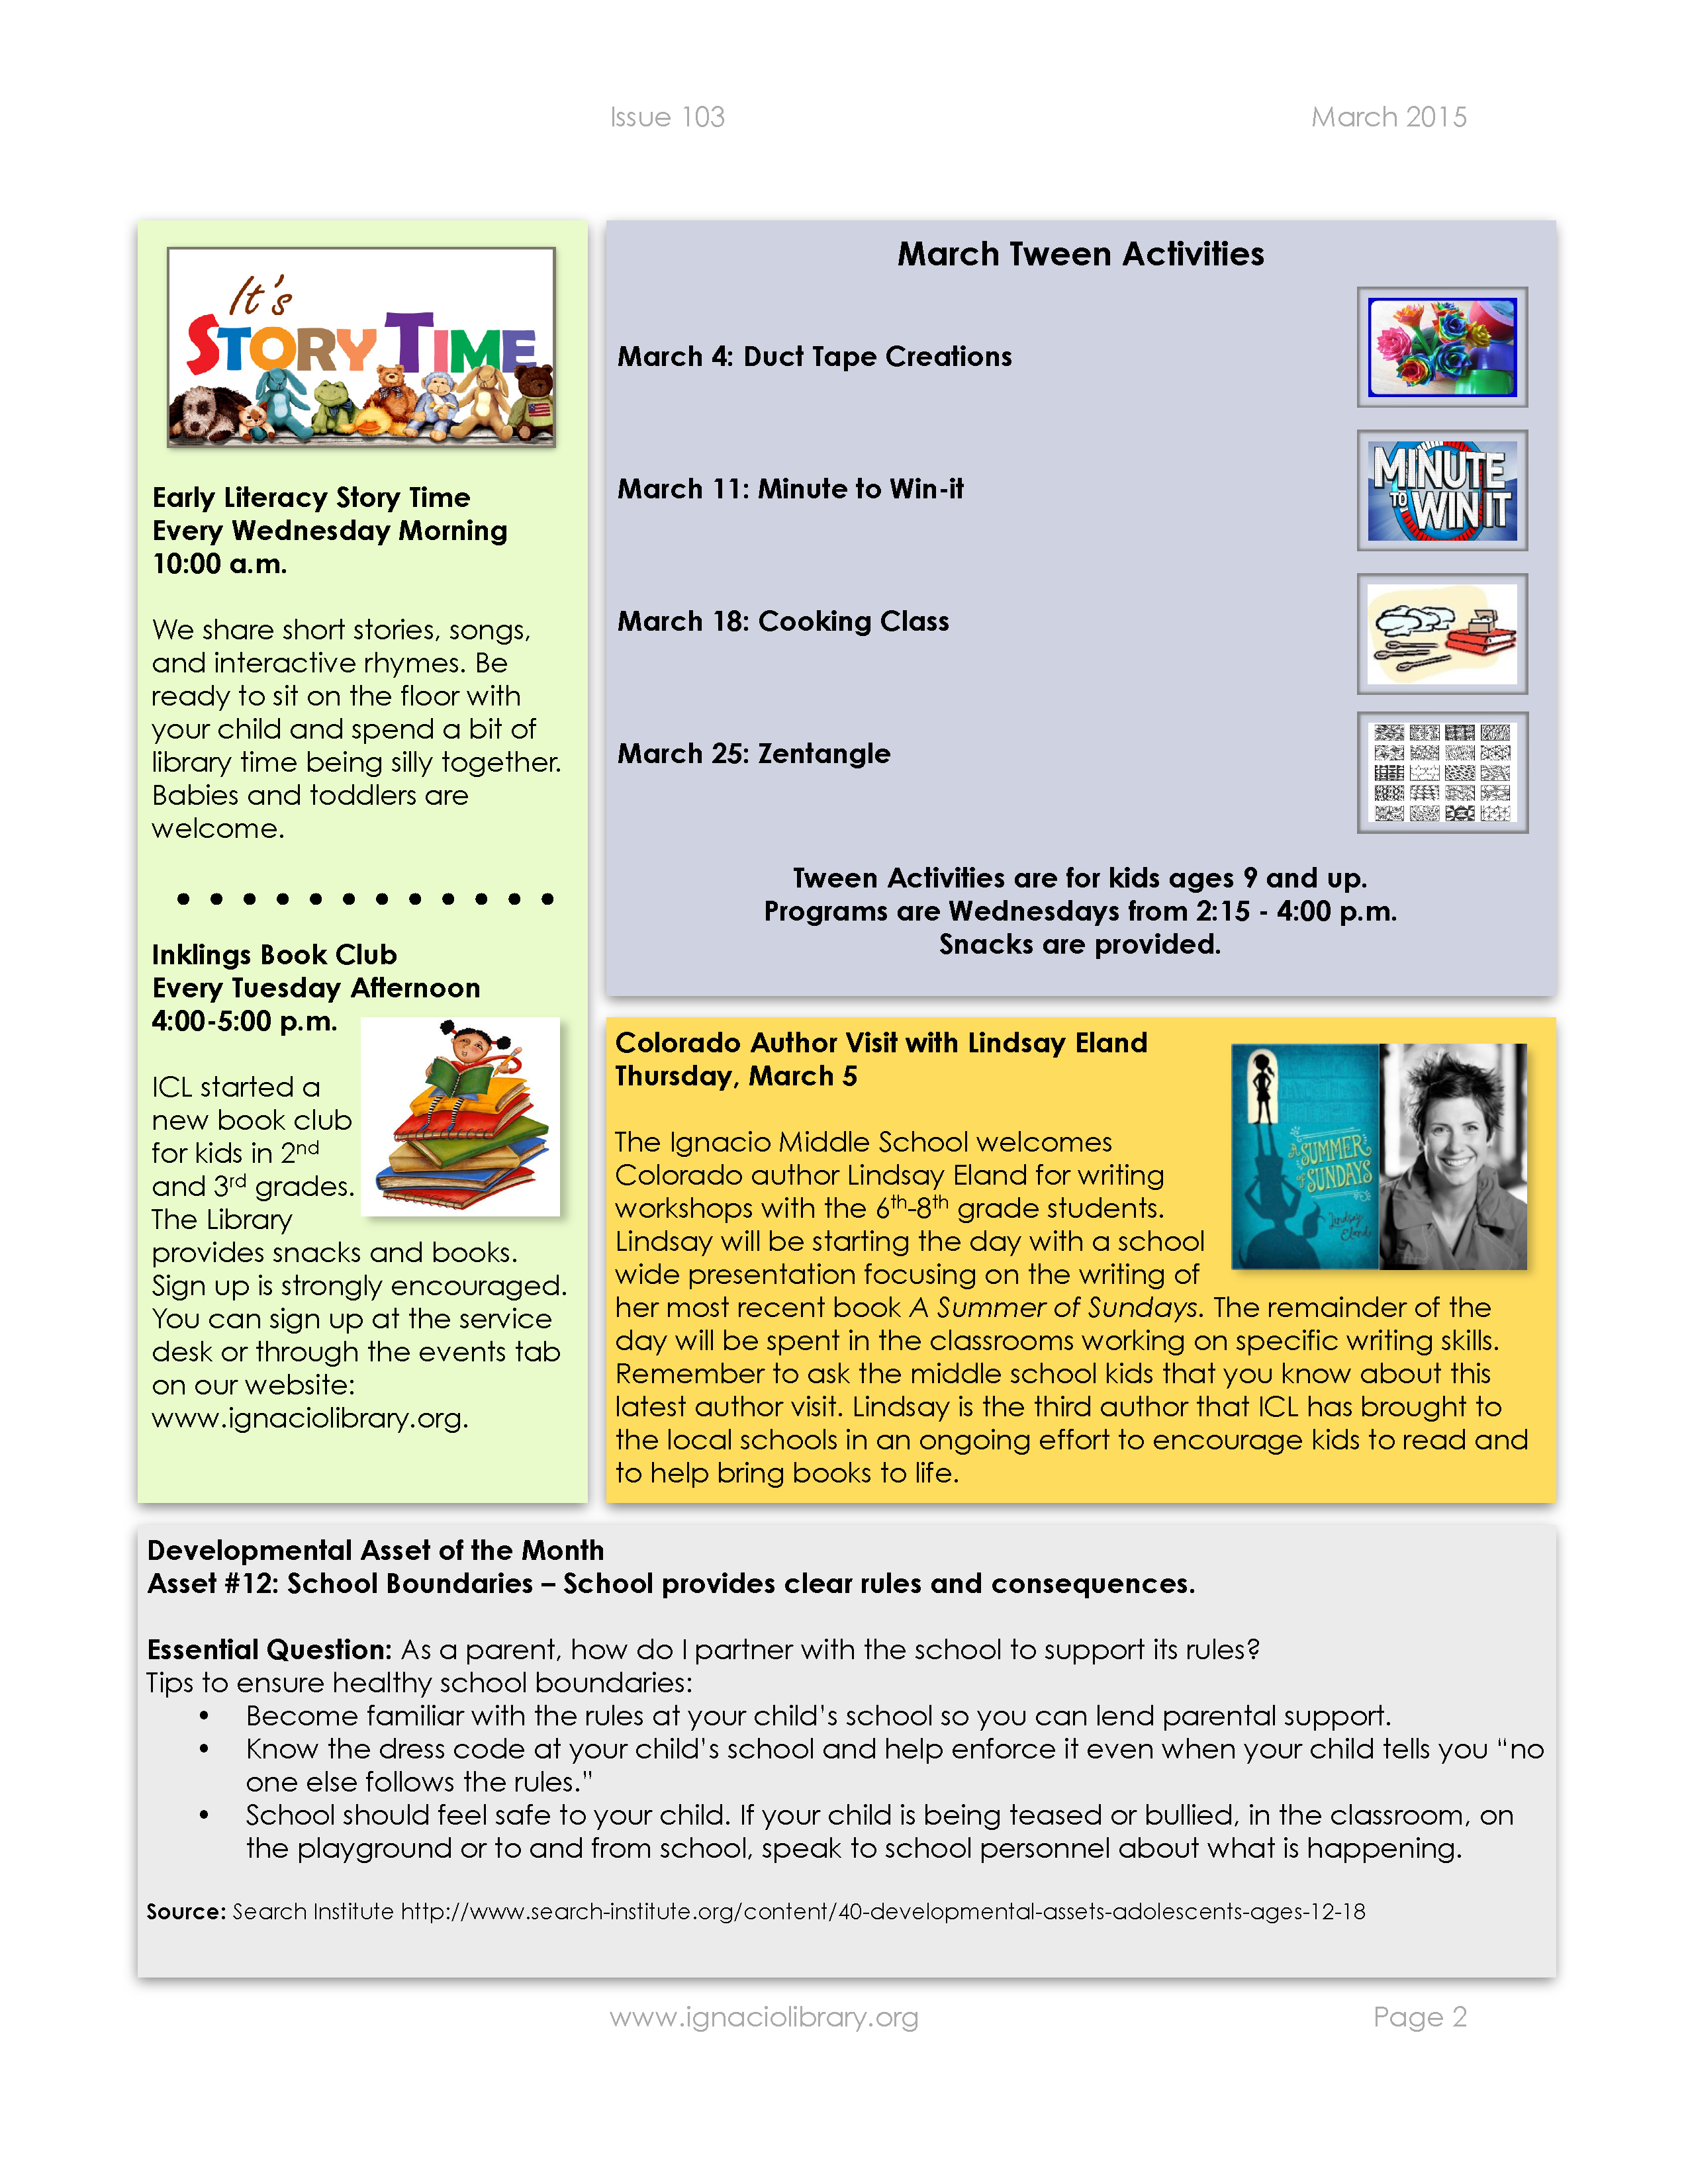 Issue 103
March 2015
It's
STORY TIME
Early Literacy Story Time
Every Wednesday Morning
10:00 a.m.
We share short stories, songs,
and interactive rhymes. Be
ready to sit on the floor with
your child and spend a bit of
library time being silly together.
Babies and toddlers are
welcome.
Inklings Book Club
Every Tuesday Afternoon
4:00-5:00 p.m.
ICL started a
new book club
for kids in 2nd
and 3rd grades.
The Library
provides snacks and books.
Sign up is strongly encouraged.
You can sign up at the service
desk or through the events tab
on our website:
www.ignaciolibrary.org.
March Tween Activities
March 4: Duct Tape Creations
March 11: Minute to Win-it
MINUTE
TO
WIN IT
March 18: Cooking Class
March 25: Zentangle
Tween Activities are for kids ages 9 and up.
Programs are Wednesdays from 2:15 - 4:00 p.m.
Snacks are provided.
Colorado Author Visit with Lindsay Eland
Thursday, March 5
The Ignacio Middle School welcomes
Colorado author Lindsay Eland for writing
workshops with the 6th-8th grade students.
Lindsay will be starting the day with a school
wide presentation focusing on the writing of
her most recent book A Summer of Sundays. The remainder of the
day will be spent in the classrooms working on specific writing skills.
Remember to ask the middle school kids that you know about this
latest author visit. Lindsay is the third author that ICL has brought to
the local schools in an ongoing effort to encourage kids to read and
to help bring books to life.
A SUMMER
OF
SUNDAYS
Lindsay
Eland
Developmental Asset of the Month
Asset #12: School Boundaries – School provides clear rules and consequences.
Essential Question: As a parent, how do I partner with the school to support its rules?
Tips to ensure healthy school boundaries:
• Become familiar with the rules at your child's school so you can lend parental support.
• Know the dress code at your child's school and help enforce it even when your child tells you “no
one else follows the rules.”
• School should feel safe to your child. If your child is being teased or bullied, in the classroom, on
the playground or to and from school, speak to school personnel about what is happening.
Source: Search Institute http://www.search-institute.org/content/40-developmental-assets-adolescents-ages-12-18
www.ignaciolibrary.org
Page 2